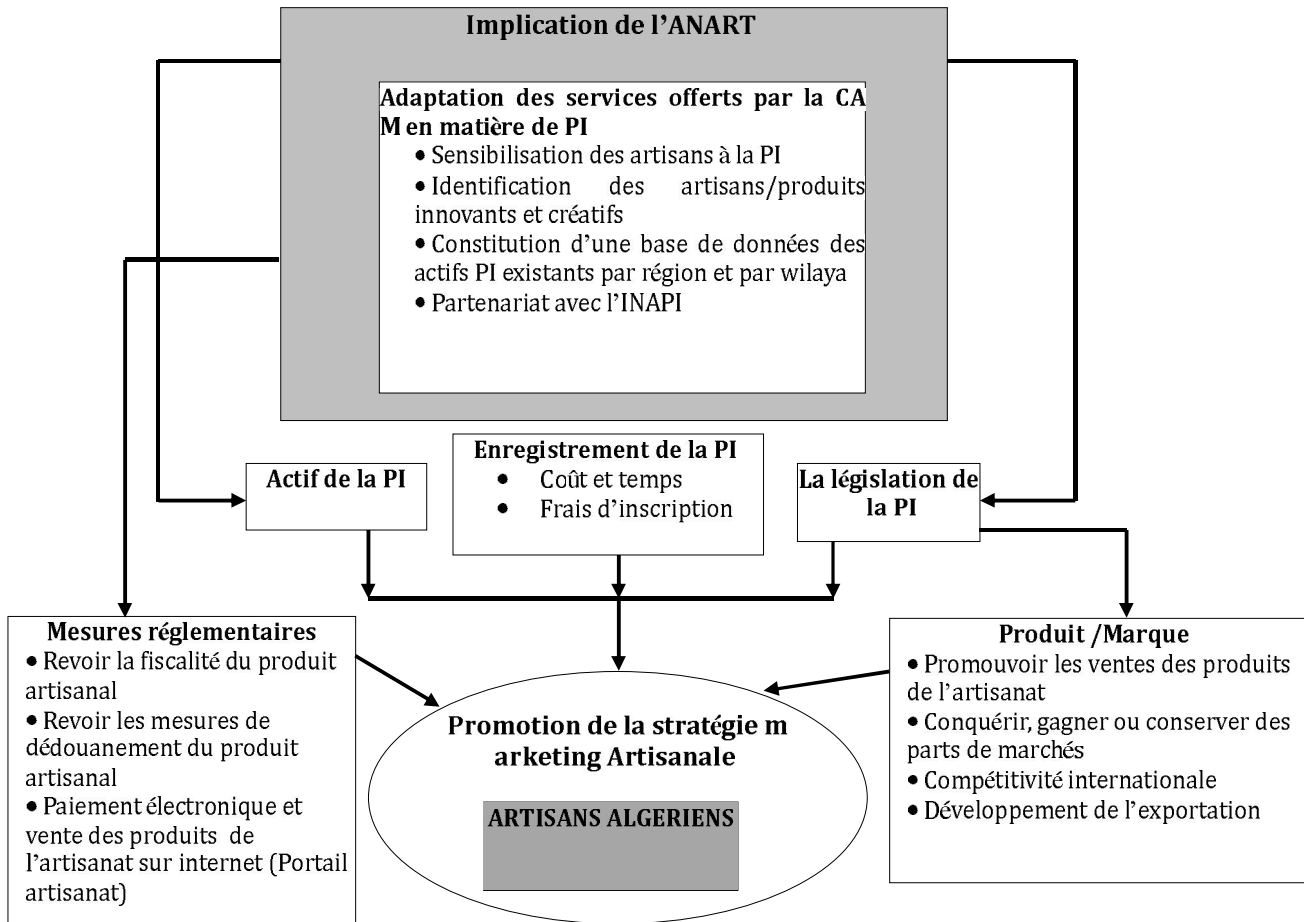 Implication de l’ANART
Adaptation des services offerts par la CA
M en matière de PI
• Sensibilisation des artisans à la PI
• Identification des artisans/produits
innovants et créatifs
• Constitution d’une base de données des
actifs PI existants par région et par wilaya
• Partenariat avec l’INAPI
Actif de la PI
Enregistrement de la PI
• Coût et temps
• Frais d’inscription
La législation de
la PI
Mesures réglementaires
• Revoir la fiscalité du produit
artisanal
• Revoir les mesures de
dédouanement du produit
artisanal
• Paiement électronique et
vente des produits de
l’artisanat sur internet (Portail
artisanat)
Promotion de la stratégie m
arketing Artisanale
ARTISANS ALGERIENS
Produit /Marque
• Promouvoir les ventes des produits
de l’artisanat
• Conquérir, gagner ou conserver des
parts de marchés
• Compétitivité internationale
• Développement de l’exportation